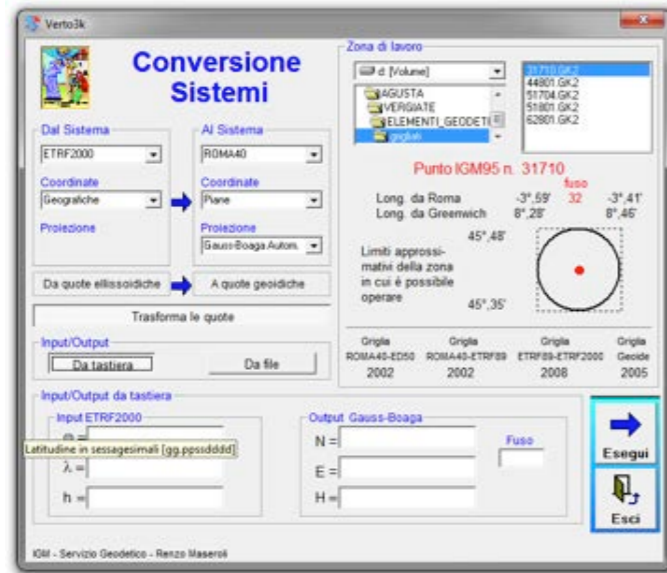 Verto3k
Conversione
Sistemi
Dal Sistema
ETRF2000
Coordinate
Geografiche
Proiezione
Al Sistema
ROMA40
Coordinate
Piane
Proiezione
Gauss-Boaga Autom.
Da quote ellissoidiche
A quote geoidiche
Trasforma le quote
Input/Output
Da tastiera
Da file
Zona di lavoro
d: [Volume]
AGUSTA
VERGIATE
ELEMENTI_GEODETI
grigliati
31710.GK2
44801.GK2
51704.GK2
51801.GK2
62801.GK2
Punto IGM95 n. 31710
fuso
Long. da Roma -3°,59' 32 -3°,41'
Long. da Greenwich 8°,28' 8°,46'
45°,48'
Limiti approssi-
mativi della zona
in cui è possibile
operare
45°,35'
Griglia Griglia Griglia Griglia
ROMA40-ED50 ROMA40-ETRF89 ETRF89-ETRF2000 Geoide
2002 2002 2008 2005
Input/Output da tastiera
Input ETRF2000
φ =
Latitudine in sessagesimali [gg.ppssdddd]
λ =
h =
Output Gauss-Boaga
N =
E =
H =
Fuso
Esegui
Esci
IGM - Servizio Geodetico - Renzo Maseroli